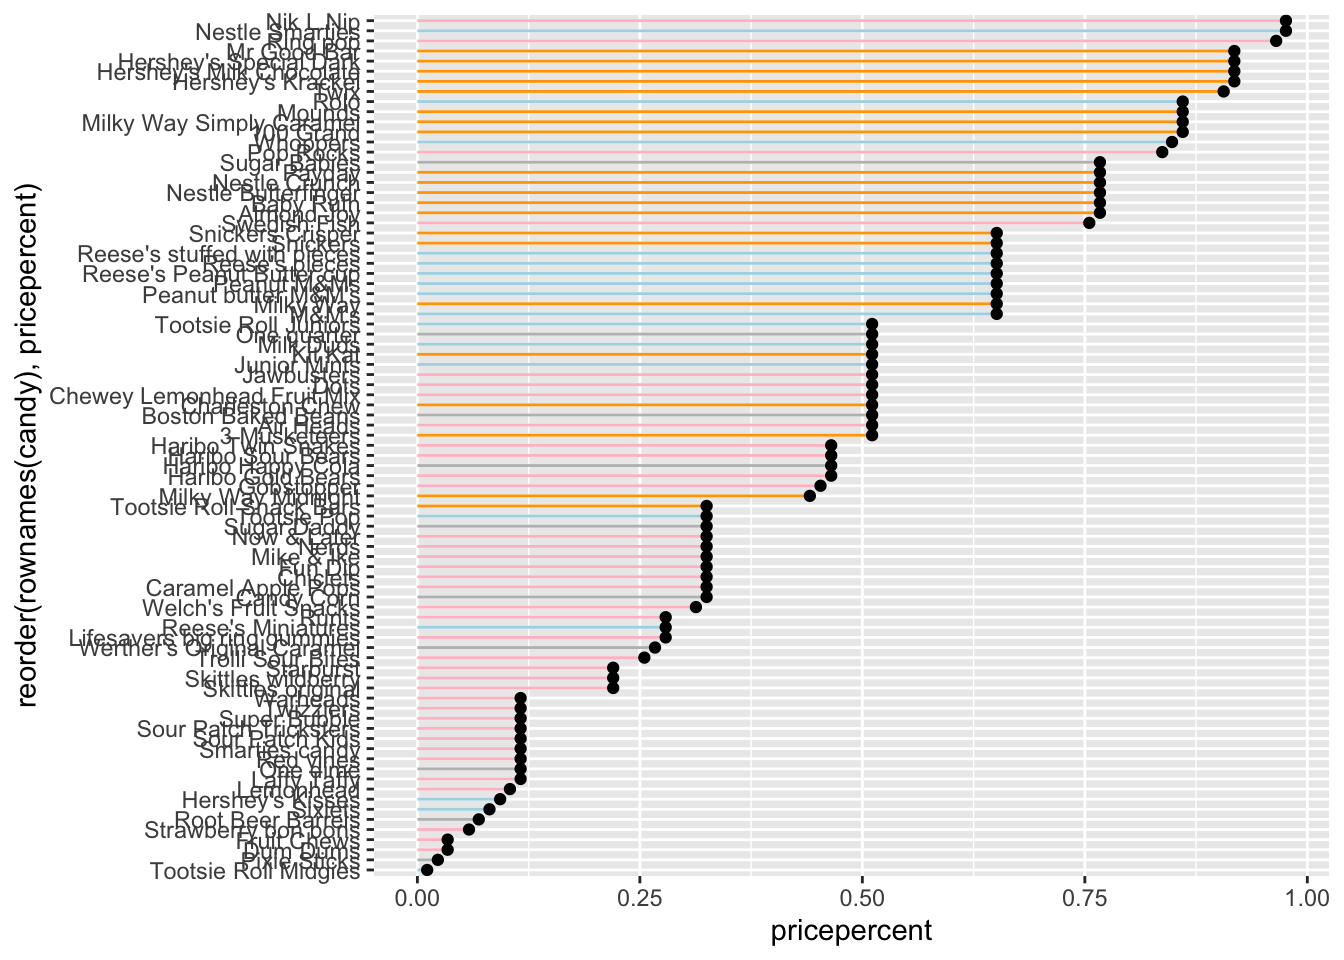 Nik L Nip
Nestle Smarties
Ring pop
Mr Good Bar
Hershey's Special Dark
Hershey's Milk Chocolate
Hershey's Krackel
Twix
Rolo
Mounds
Milky Way Simply Caramel
100 Grand
Whoppers
Pop Rocks
Sugar Babies
Payday
Nestle Crunch
Nestle Butterfinger
Baby Ruth
Almond Joy
Swedish Fish
Snickers Crisper
Snickers
Reese's stuffed with pieces
Reese's pieces
Reese's Peanut Butter cup
Peanut M&Ms
Peanut butter M&M's
Milky Way
M&M's
Tootsie Roll Juniors
One quarter
Milk Duds
Kit Kat
Junior Mints
Jawbusters
Dots
Chewey Lemonhead Fruit Mix
Charleston Chew
Boston Baked Beans
Air Heads
3 Musketeers
Haribo Twin Snakes
Haribo Sour Bears
Haribo Happy Cola
Haribo Gold Bears
Gobstopper
Milky Way Midnight
Tootsie Roll Snack Bars
Tootsie Pop
Sugar Daddy
Now & Later
Nerds
Mike & Ike
Fun Dip
Chiclets
Caramel Apple Pops
Candy Corn
Welch's Fruit Snacks
Runts
Reese's Miniatures
Lifesavers big ring gummies
Werther's Original Caramel
Trolli Sour Bites
Starburst
Skittles wildberry
Skittles original
Warheads
Twizzlers
Super Bubble
Sour Patch Tricksters
Sour Patch Kids
Smarties candy
Red vines
One dime
Laffy Taffy
Lemonhead
Hershey's Kisses
Sixlets
Root Beer Barrels
Strawberry bon bons
Fruit Chews
Dum Dums
Pixie Sticks
Tootsie Roll Midgies
reorder(rownames(candy), pricepercent)
0.00 0.25 0.50 0.75 1.00
pricepercent